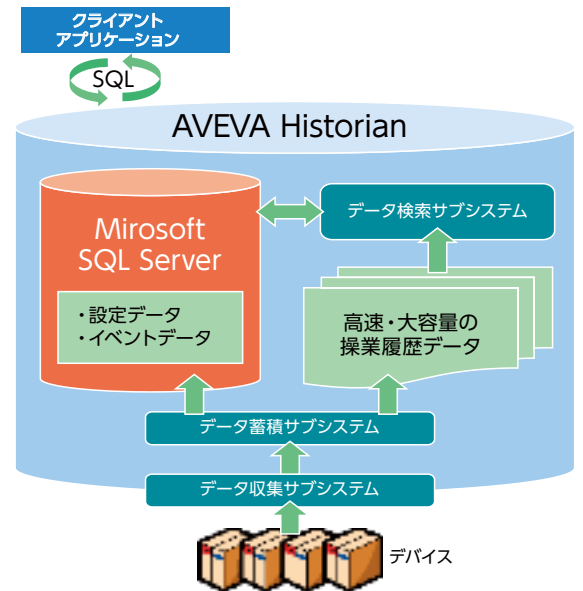 クライアント
アプリケーション
SQL
AVEVA Historian
Mirosoft
SQL Server
・設定データ
・イベントデータ
データ検索サブシステム
高速・大容量の
操業履歴データ
データ蓄積サブシステム
データ収集サブシステム
デバイス